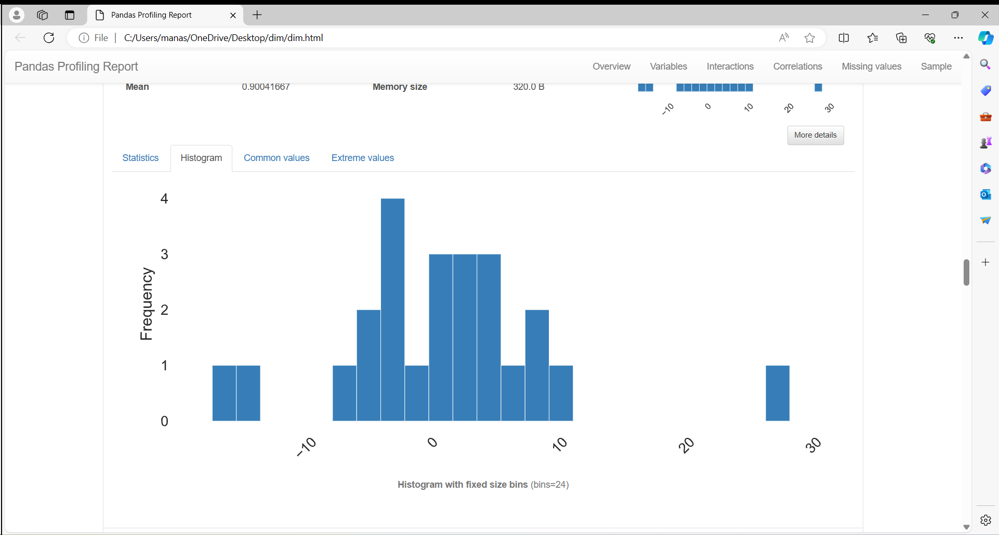 Pandas Profiling Report
File | C:/Users/manas/OneDrive/Desktop/dim/dim.html
Pandas Profiling Report Overview Variables Interactions Correlations Missing values Sample
Mean 0.90041667 Memory size 320.0 B
−10 0 10 20 30
More details
Statistics Histogram Common values Extreme values
4
3
2
1
0
Frequency
−10 0 10 20 30
Histogram with fixed size bins (bins=24)